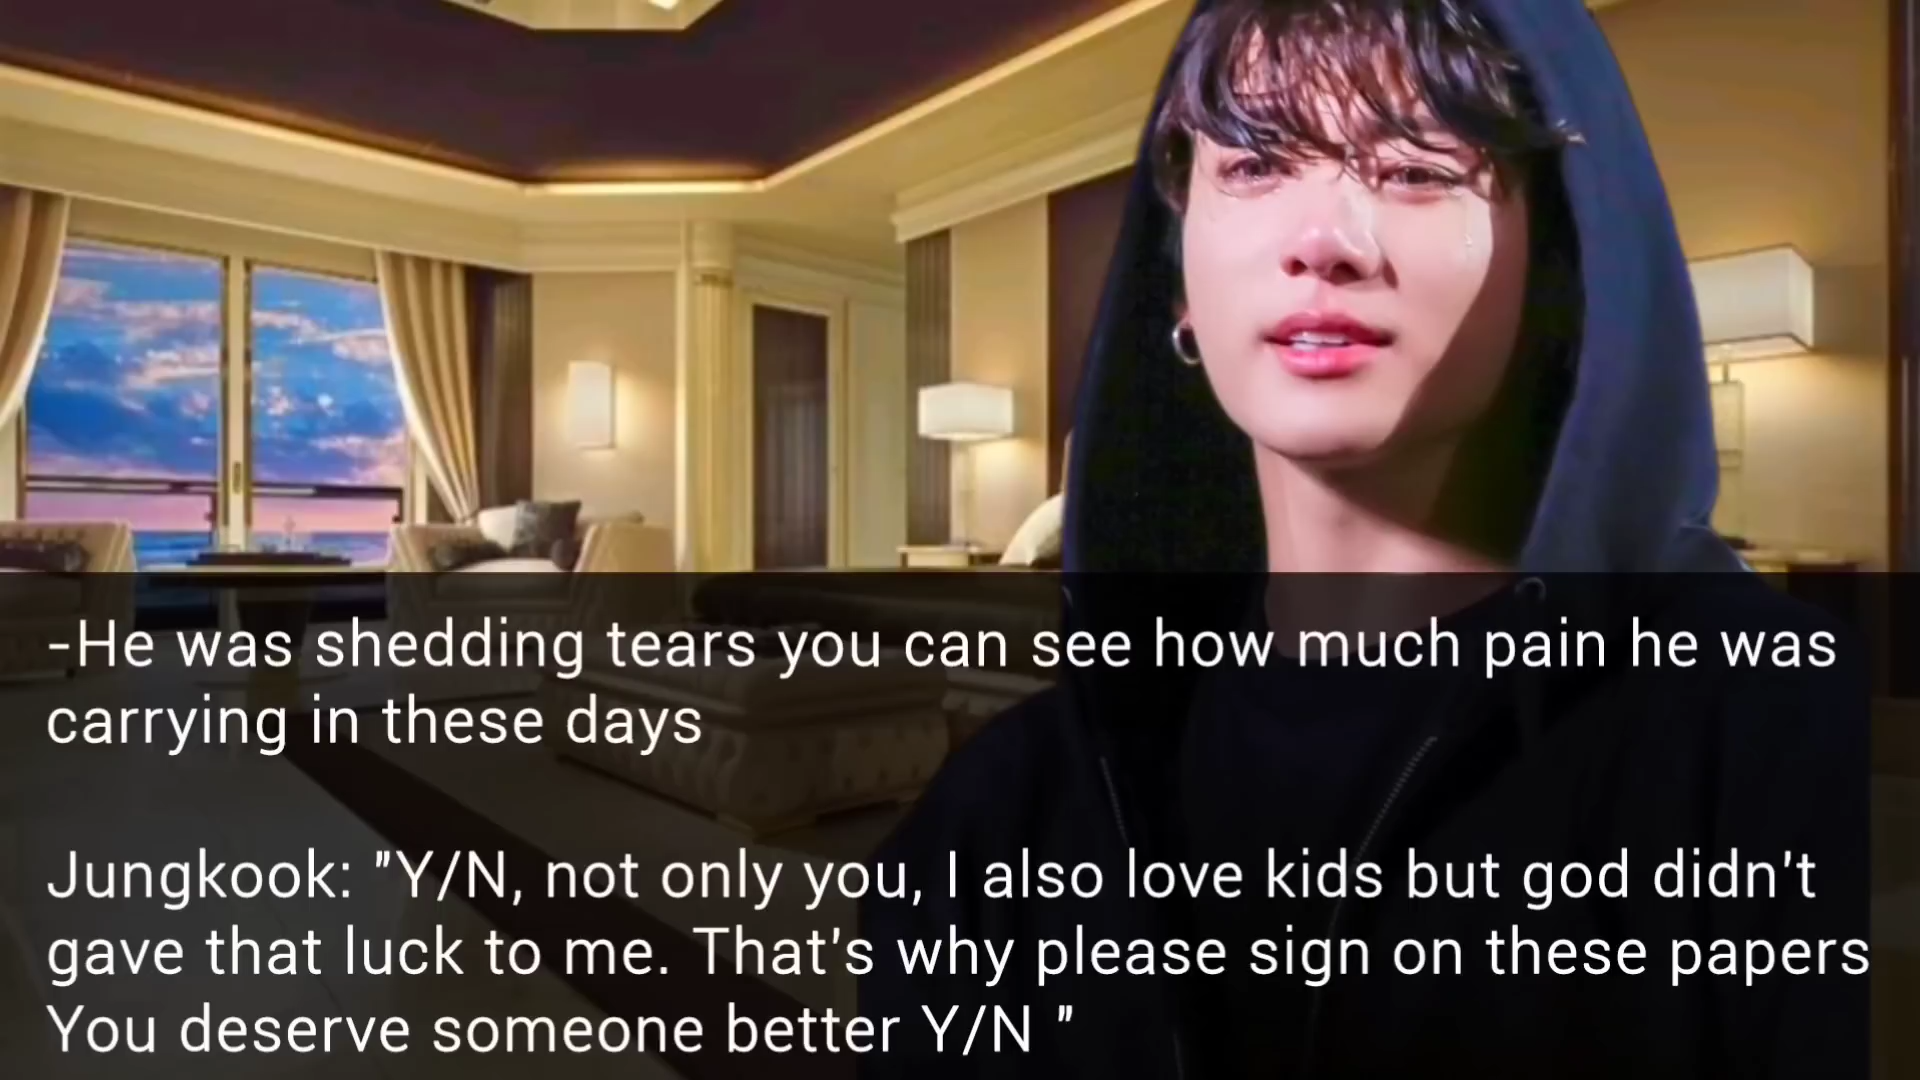 -He was shedding tears you can see how much pain he was
carrying in these days
Jungkook: "Y/N, not only you, I also love kids but god didn't
gave that luck to me. That's why please sign on these papers
You deserve someone better Y/N "